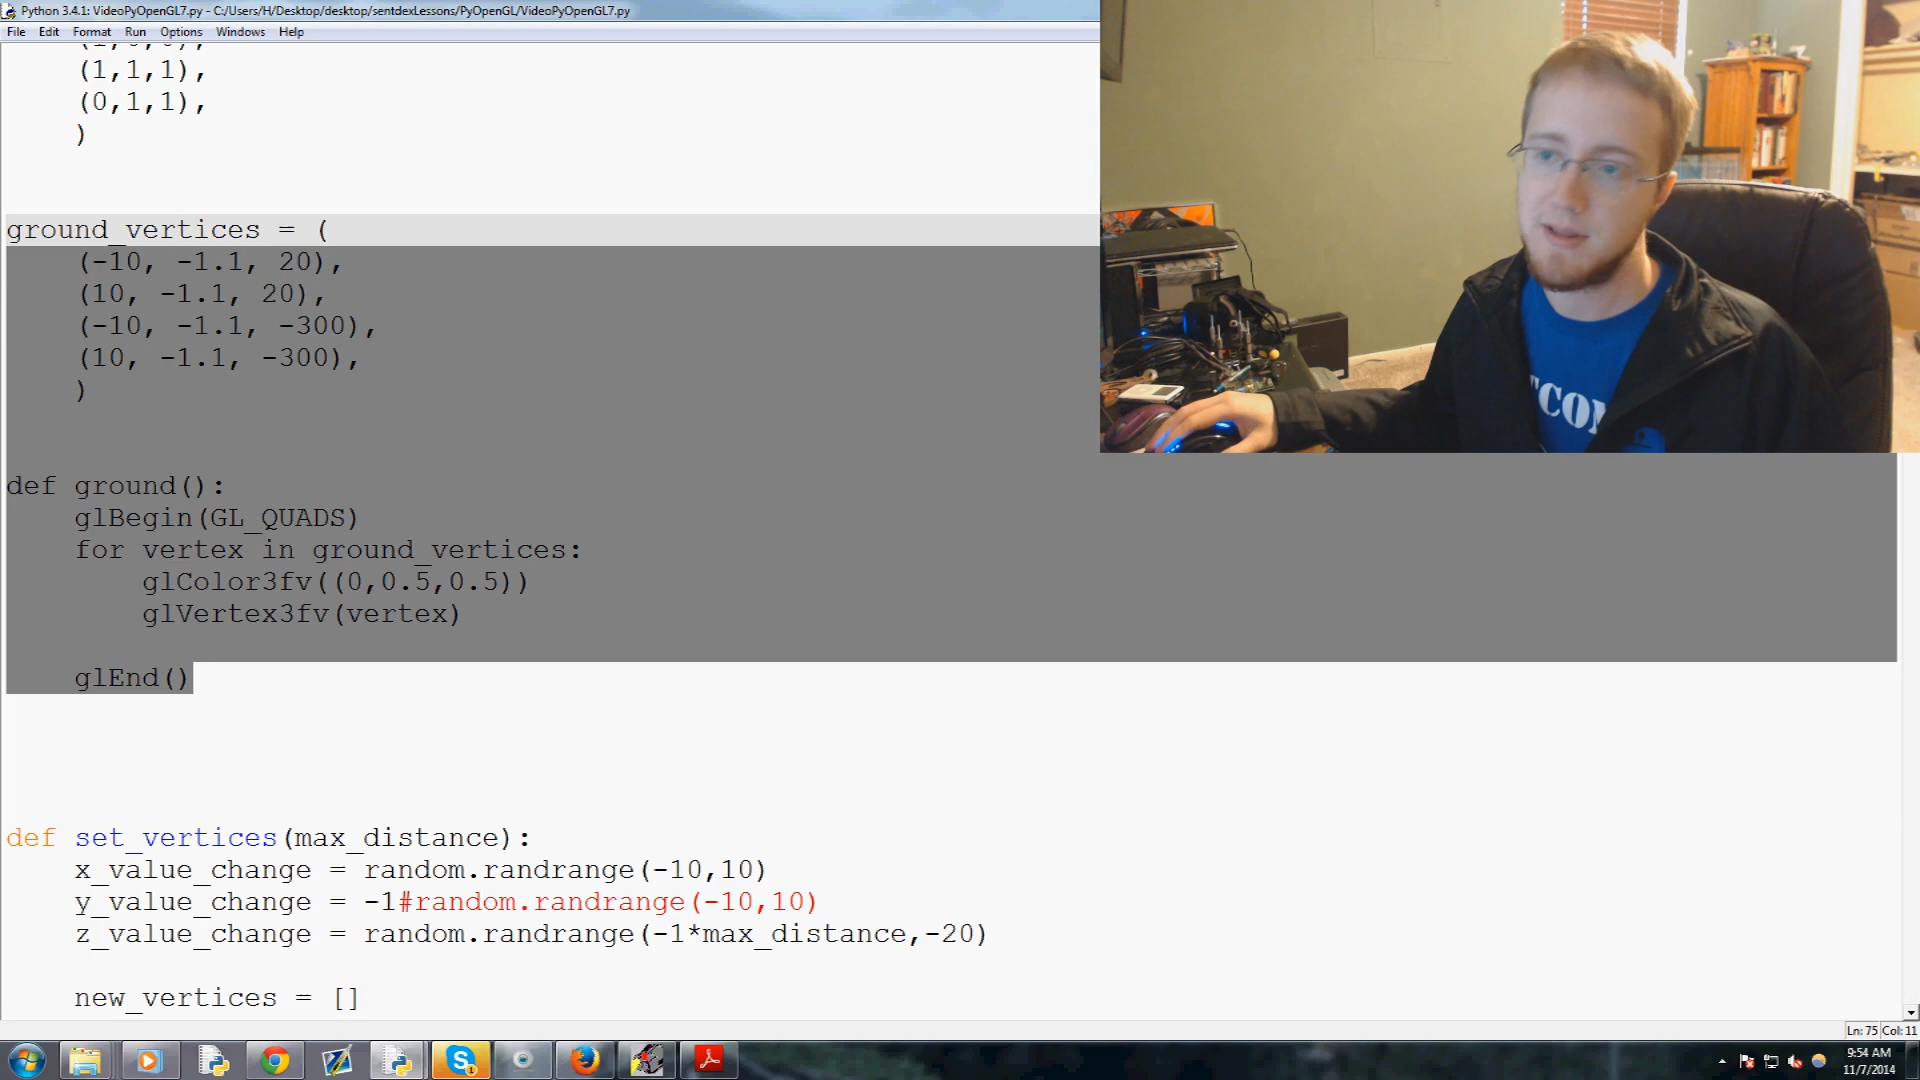 Python 3.4.1: VideoPyOpenGL7.py - C:/Users/H/Desktop/desktop/sentdexLessons/PyOpenGL/VideoPyOpenGL7.py
File Edit Format Run Options Windows Help
(1,1,1),
(0,1,1),
)
ground_vertices = (
(-10, -1.1, 20),
(10, -1.1, 20),
(-10, -1.1, -300),
(10, -1.1, -300),
)
def ground():
glBegin(GL_QUADS)
for vertex in ground_vertices:
glColor3fv((0,0.5,0.5))
glVertex3fv(vertex)
glEnd()
def set_vertices(max_distance):
x_value_change = random.randrange(-10,10)
y_value_change = -1#random.randrange(-10,10)
z_value_change = random.randrange(-1*max_distance,-20)
new_vertices = []
Ln: 75 Col: 11
9:54 AM
11/7/2014